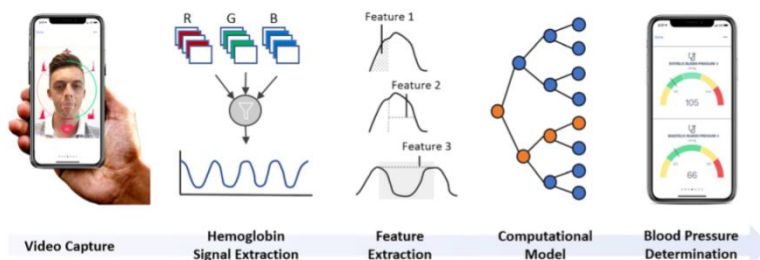 R G B
Feature 1
Feature 2
Feature 3
105
66
Video Capture
Hemoglobin
Signal Extraction
Feature
Extraction
Computational
Model
Blood Pressure
Determination